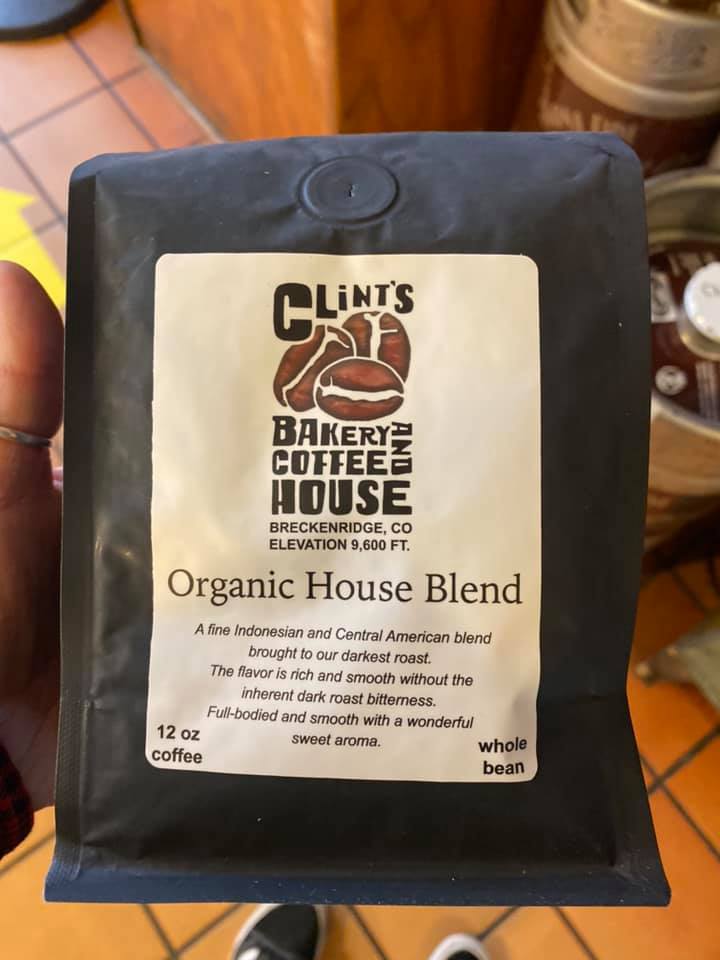 CLiNT'S
BAKERY AND
COFFEE
HOUSE
BRECKENRIDGE, CO
ELEVATION 9,600 FT.
Organic House Blend
A fine Indonesian and Central American blend
brought to our darkest roast.
The flavor is rich and smooth without the
inherent dark roast bitterness.
Full-bodied and smooth with a wonderful
sweet aroma.
12 oz
coffee
whole
bean